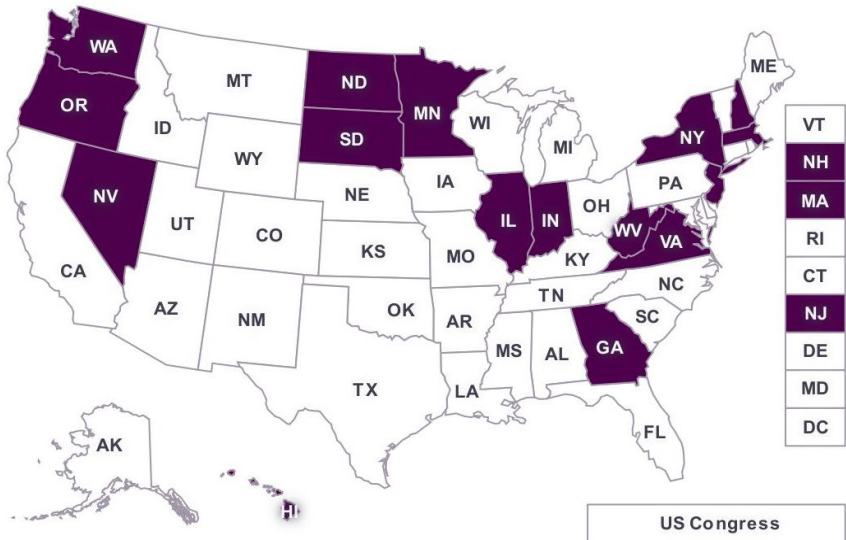 WA
MT
ND
MN
ME
OR
ID
SD
WI
MI
NY
WY
VT
NH
MA
NV
UT
CO
NE
IA
IL
IN
OH
PA
WV
VA
RI
CT
CA
KS
MO
KY
NC
TN
NJ
AZ
NM
OK
AR
SC
MS
AL
GA
DE
MD
DC
TX
LA
FL
AK
HI
US Congress